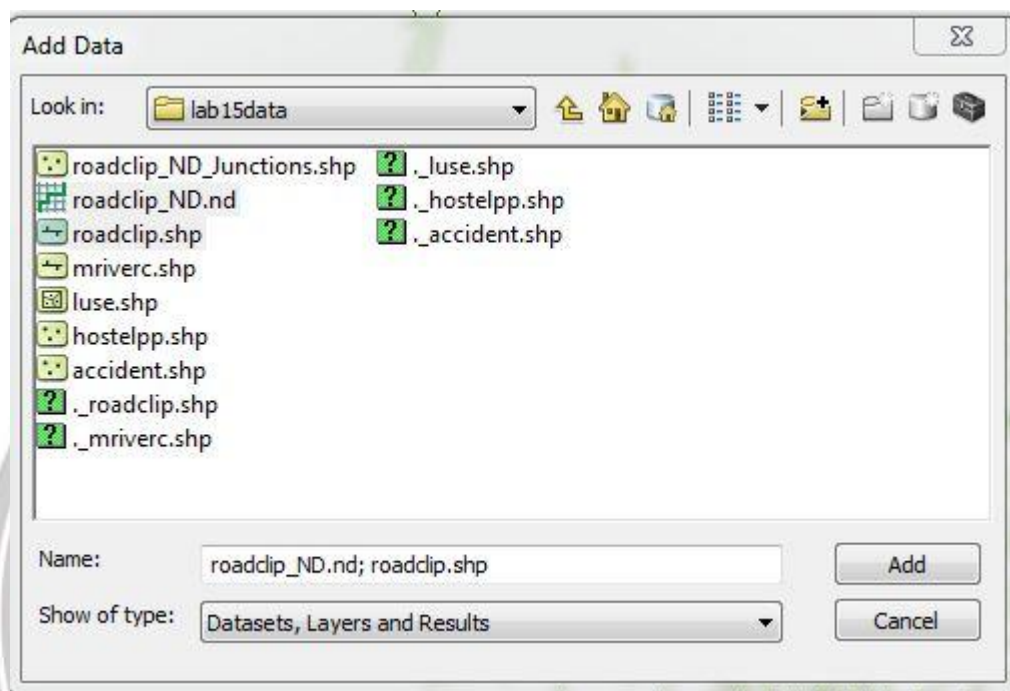 Add Data
Look in:
lab15data
roadclip_ND_Junctions.shp
roadclip_ND.nd
roadclip.shp
mriverc.shp
luse.shp
hostelpp.shp
accident.shp
._roadclip.shp
._mriverc.shp
._luse.shp
._hostelpp.shp
._accident.shp
Name:
roadclip_ND.nd; roadclip.shp
Add
Show of type:
Datasets, Layers and Results
Cancel